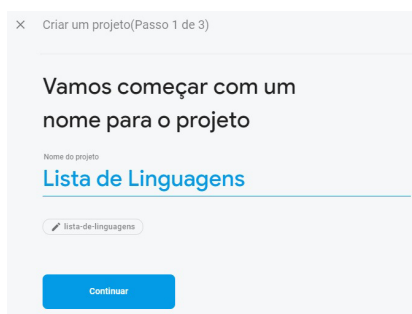 Criar um projeto(Passo 1 de 3)
Vamos começar com um
nome para o projeto
Nome do projeto
Lista de Linguagens
lista-de-linguagens
Continuar